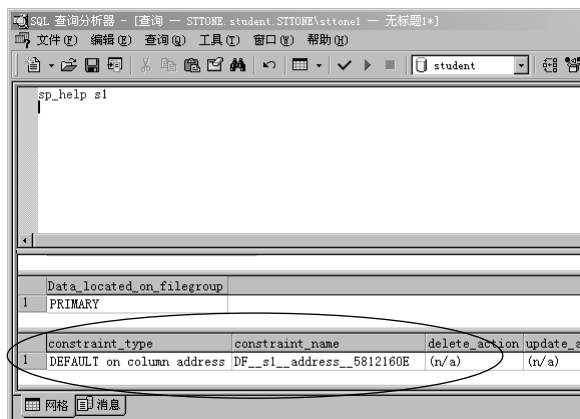 SQL 查询分析器 - [查询 — STTONE.student.STTONE\sttone1 — 无标题1*]
文件(F) 编辑(E) 查询(Q) 工具(T) 窗口(W) 帮助(H)
student
sp_help s1
Data_located_on_filegroup
1 PRIMARY
constraint_type constraint_name delete_action update_a
1 DEFAULT on column address DF__s1__address__5812160E (n/a) (n/a)
网格 消息